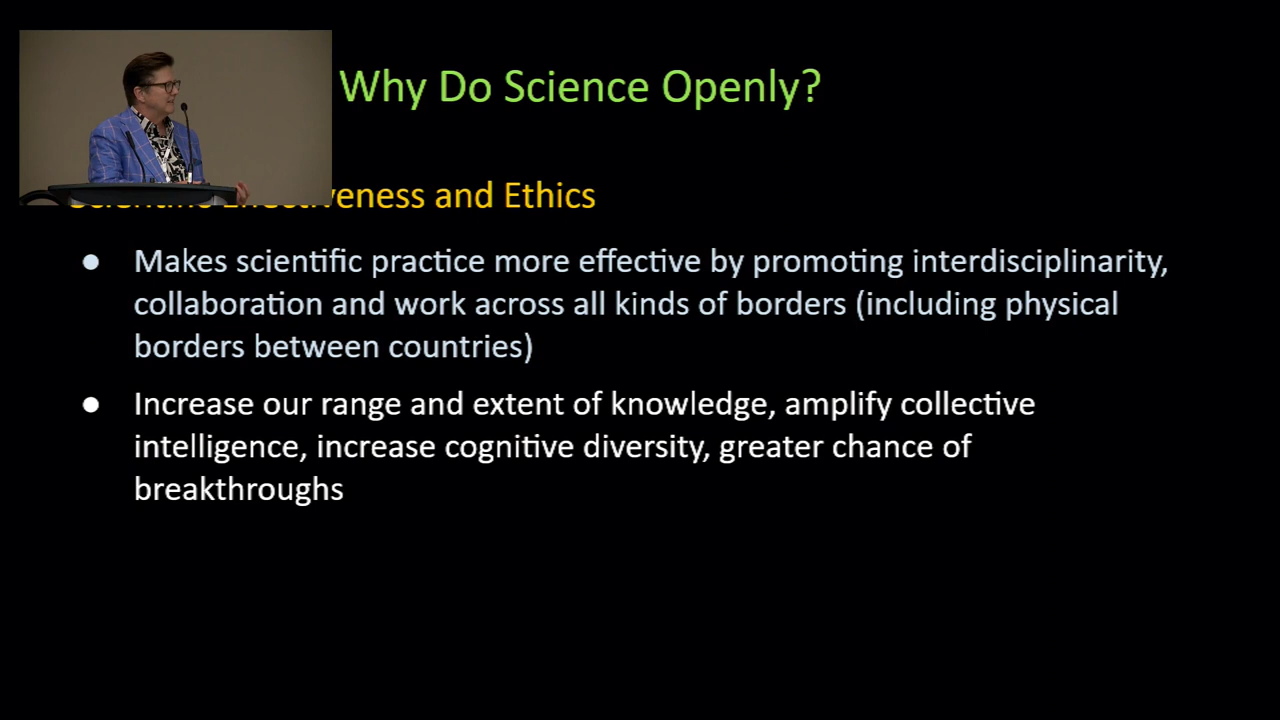 Why Do Science Openly?
Scientific Effectiveness and Ethics
● Makes scientific practice more effective by promoting interdisciplinarity,
collaboration and work across all kinds of borders (including physical
borders between countries)
● Increase our range and extent of knowledge, amplify collective
intelligence, increase cognitive diversity, greater chance of
breakthroughs